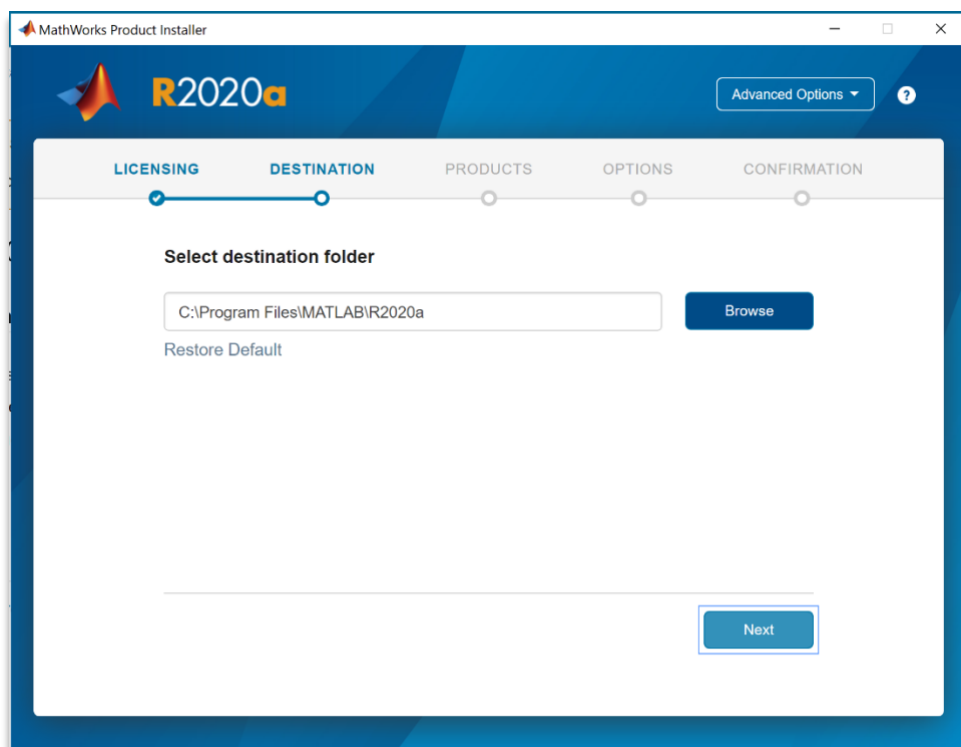 MathWorks Product Installer
R2020a
Advanced Options
?
LICENSING DESTINATION PRODUCTS OPTIONS CONFIRMATION
Select destination folder
C:\Program Files\MATLAB\R2020a
Browse
Restore Default
Next